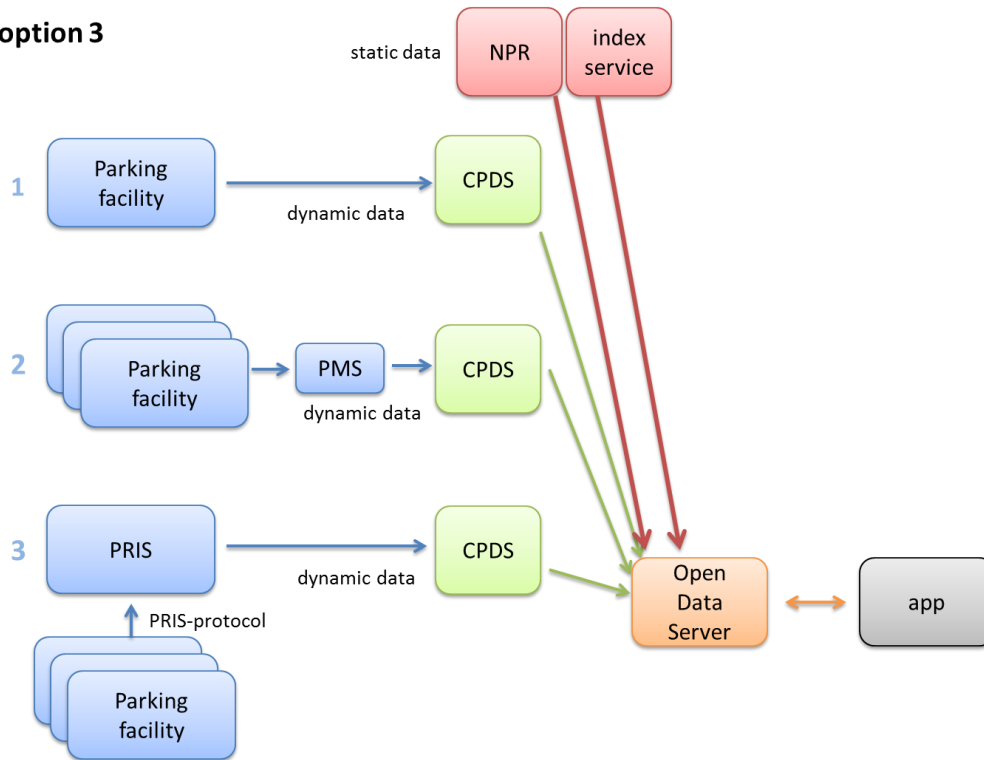 option 3
static data
NPR
index
service
1
Parking
facility
dynamic data
CPDS
2
Parking
facility
PMS
dynamic data
CPDS
3
PRIS
dynamic data
CPDS
PRIS-protocol
Parking
facility
Open
Data
Server
app